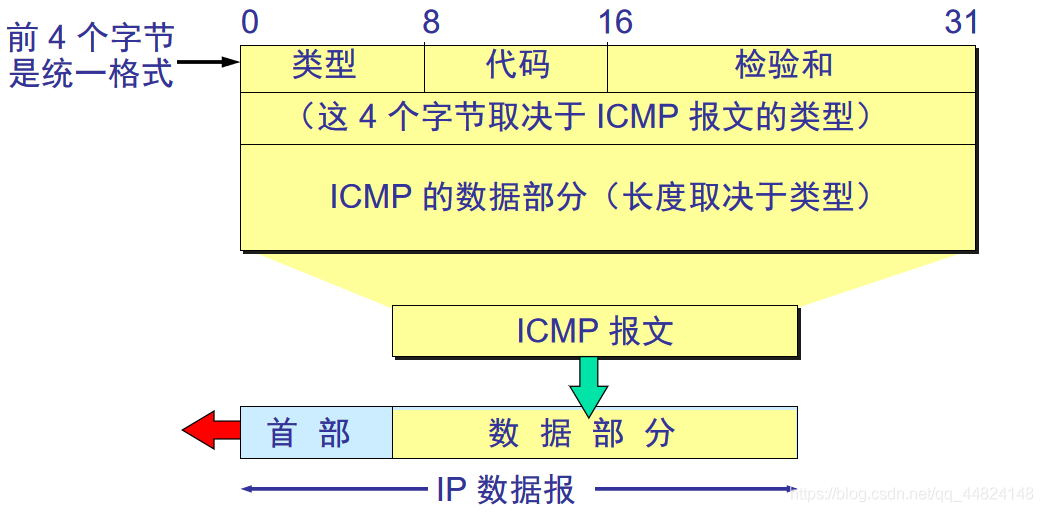 0 8 16 31
前 4 个字节
是统一格式
类型 代码 检验和
（这 4 个字节取决于 ICMP 报文的类型）
ICMP 的数据部分（长度取决于类型）
ICMP 报文
首 部 数 据 部 分
IP 数据报
https://blog.csdn.net/qq_44824148